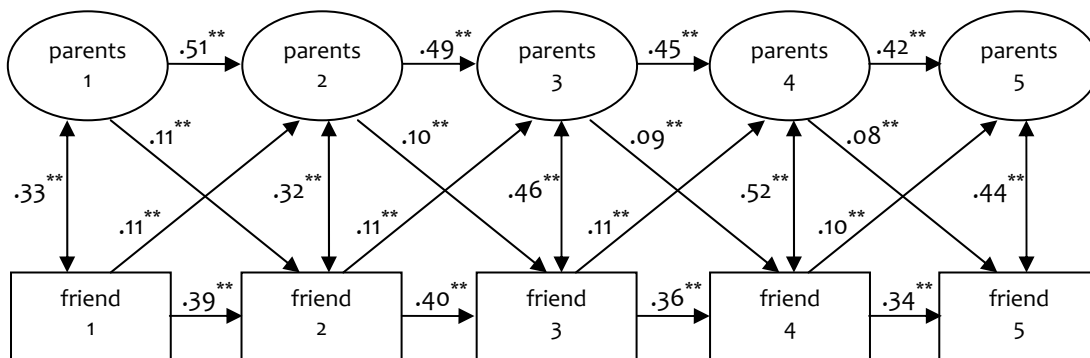 parents .51** parents .49** parents .45** parents .42** parents
1 2 3 4 5
.11** .10** .09** .08**
.33** .32** .46** .52** .44**
.11** .11** .11** .10**
friend .39** friend .40** friend .36** friend .34** friend
1 2 3 4 5